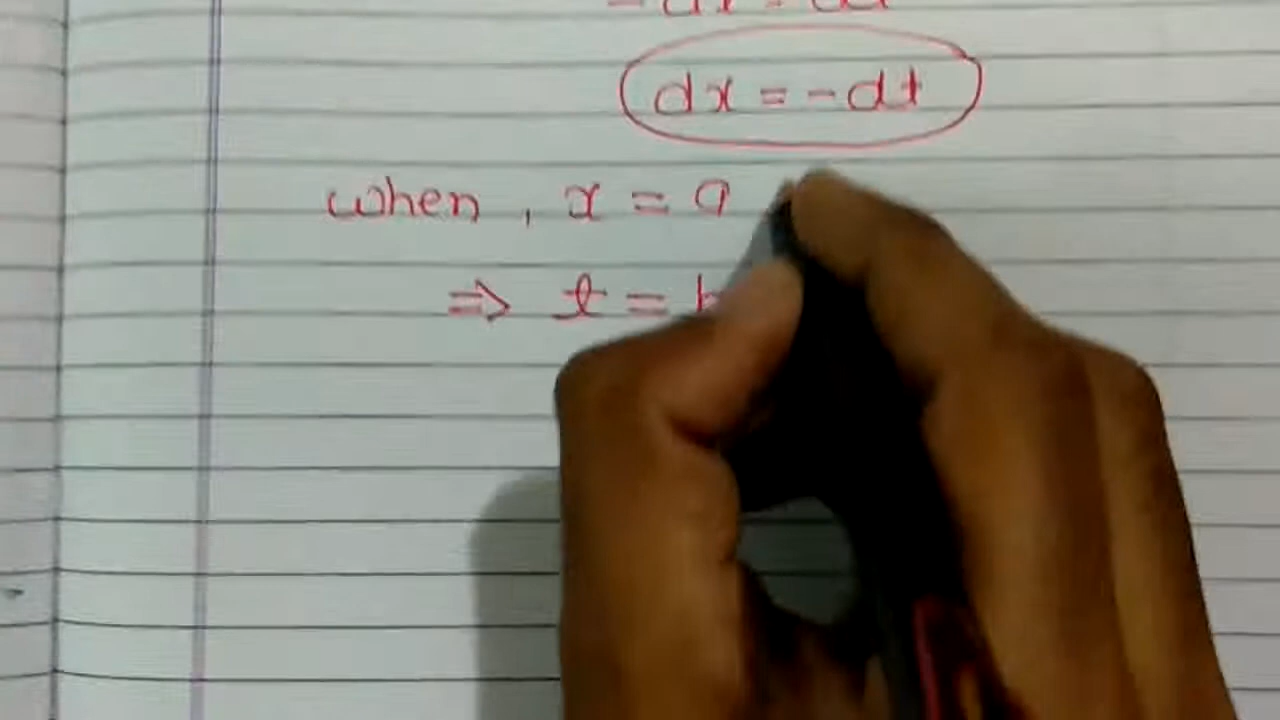 dx = -dt
when, x = a
⇒ t = b